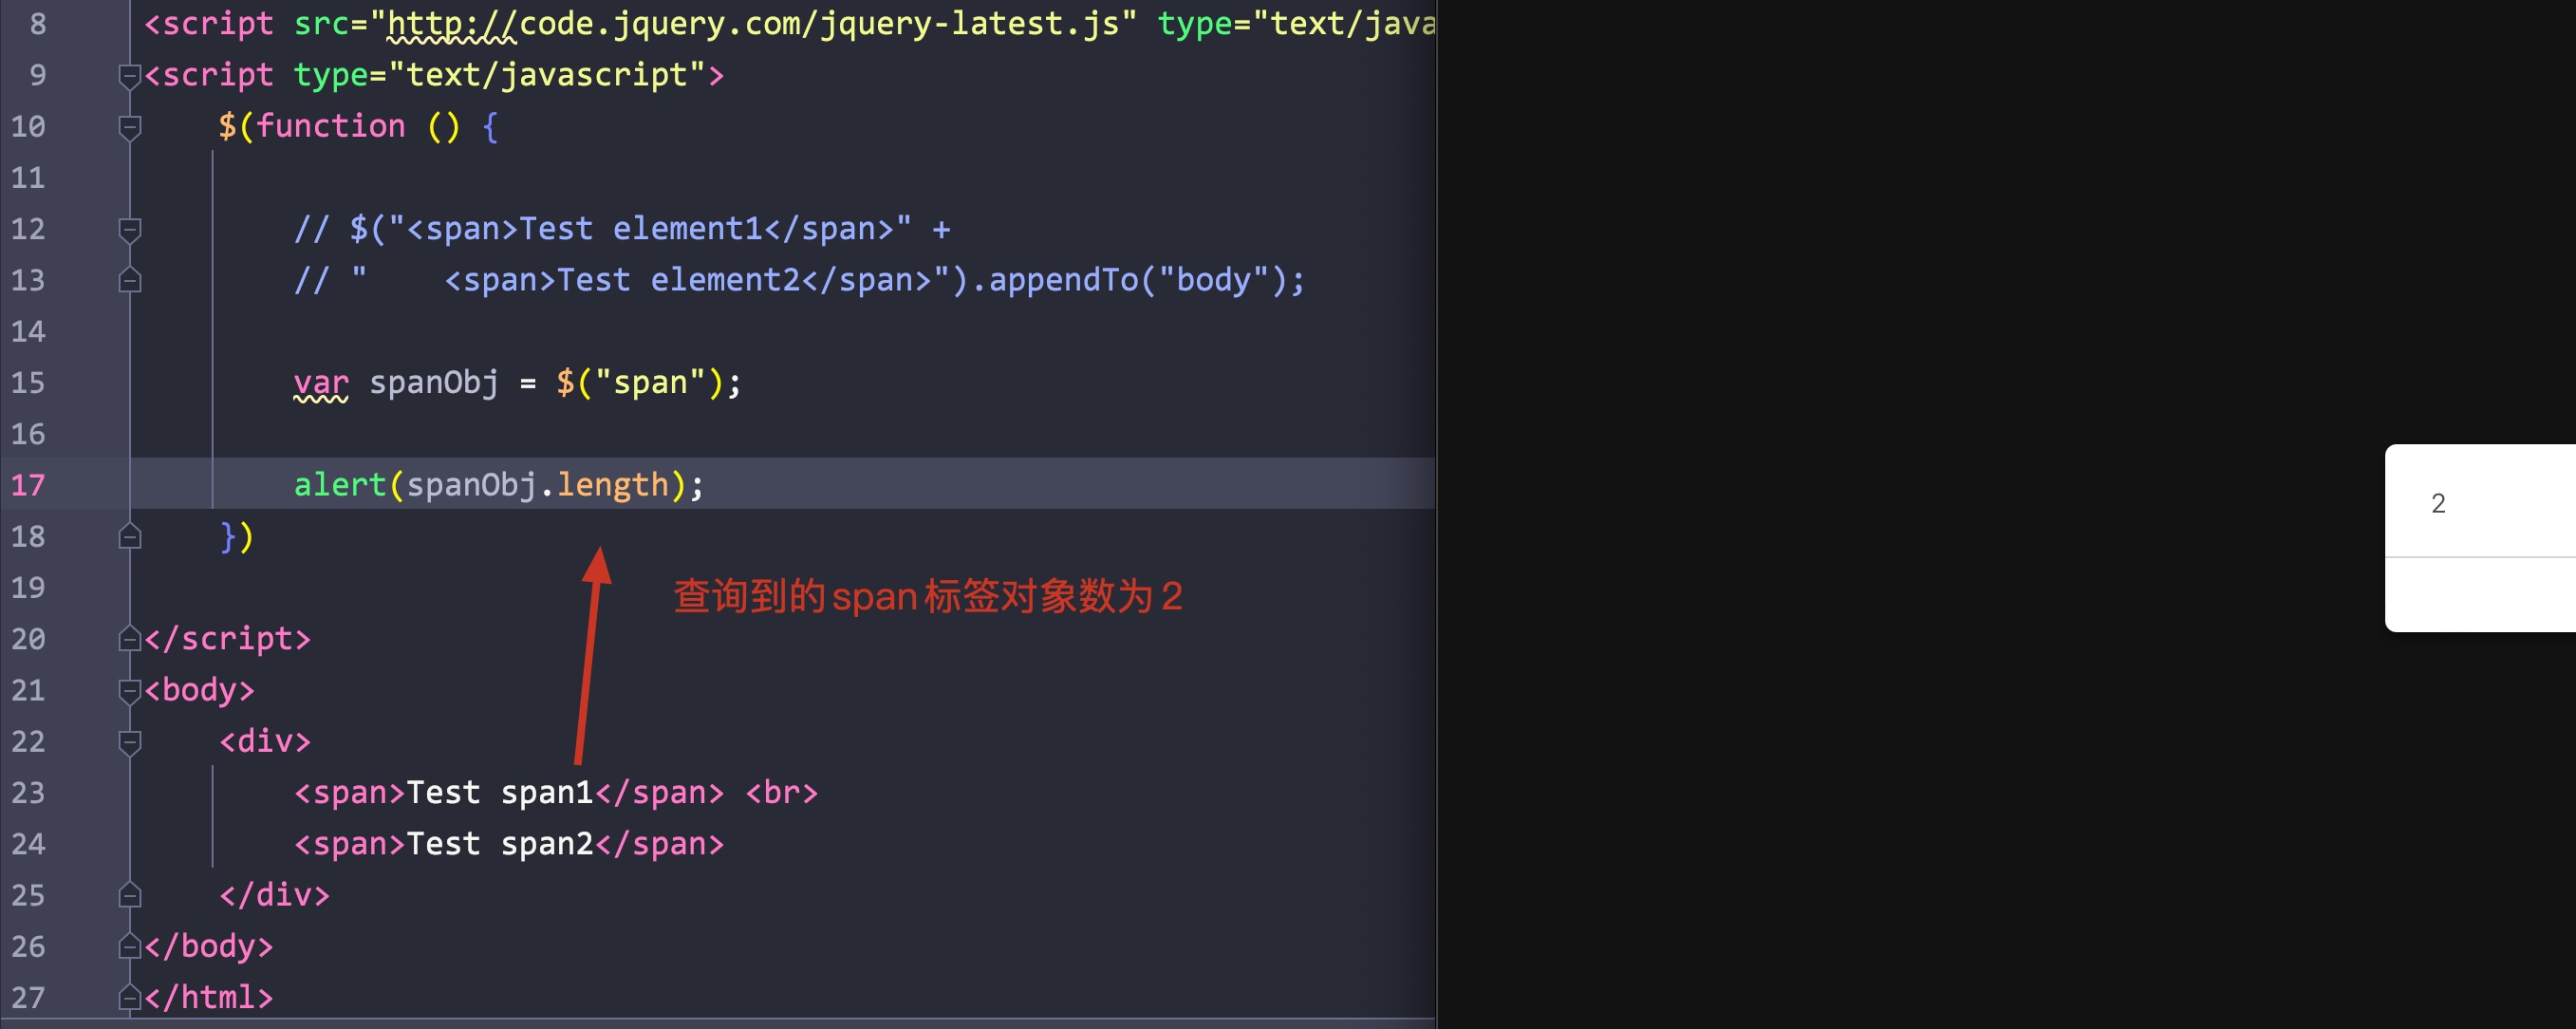 8 <script src="http://code.jquery.com/jquery-latest.js" type="text/java
9 <script type="text/javascript">
10 $(function () {
11
12 // $("<span>Test element1</span>" +
13 // "    <span>Test element2</span>").appendTo("body");
14
15 var spanObj = $("span");
16
17 alert(spanObj.length);
2
18 })
查询到的span标签对象数为2
19
20 </script>
21 <body>
22 <div>
23 <span>Test span1</span> <br>
24 <span>Test span2</span>
25 </div>
26 </body>
27 </html>